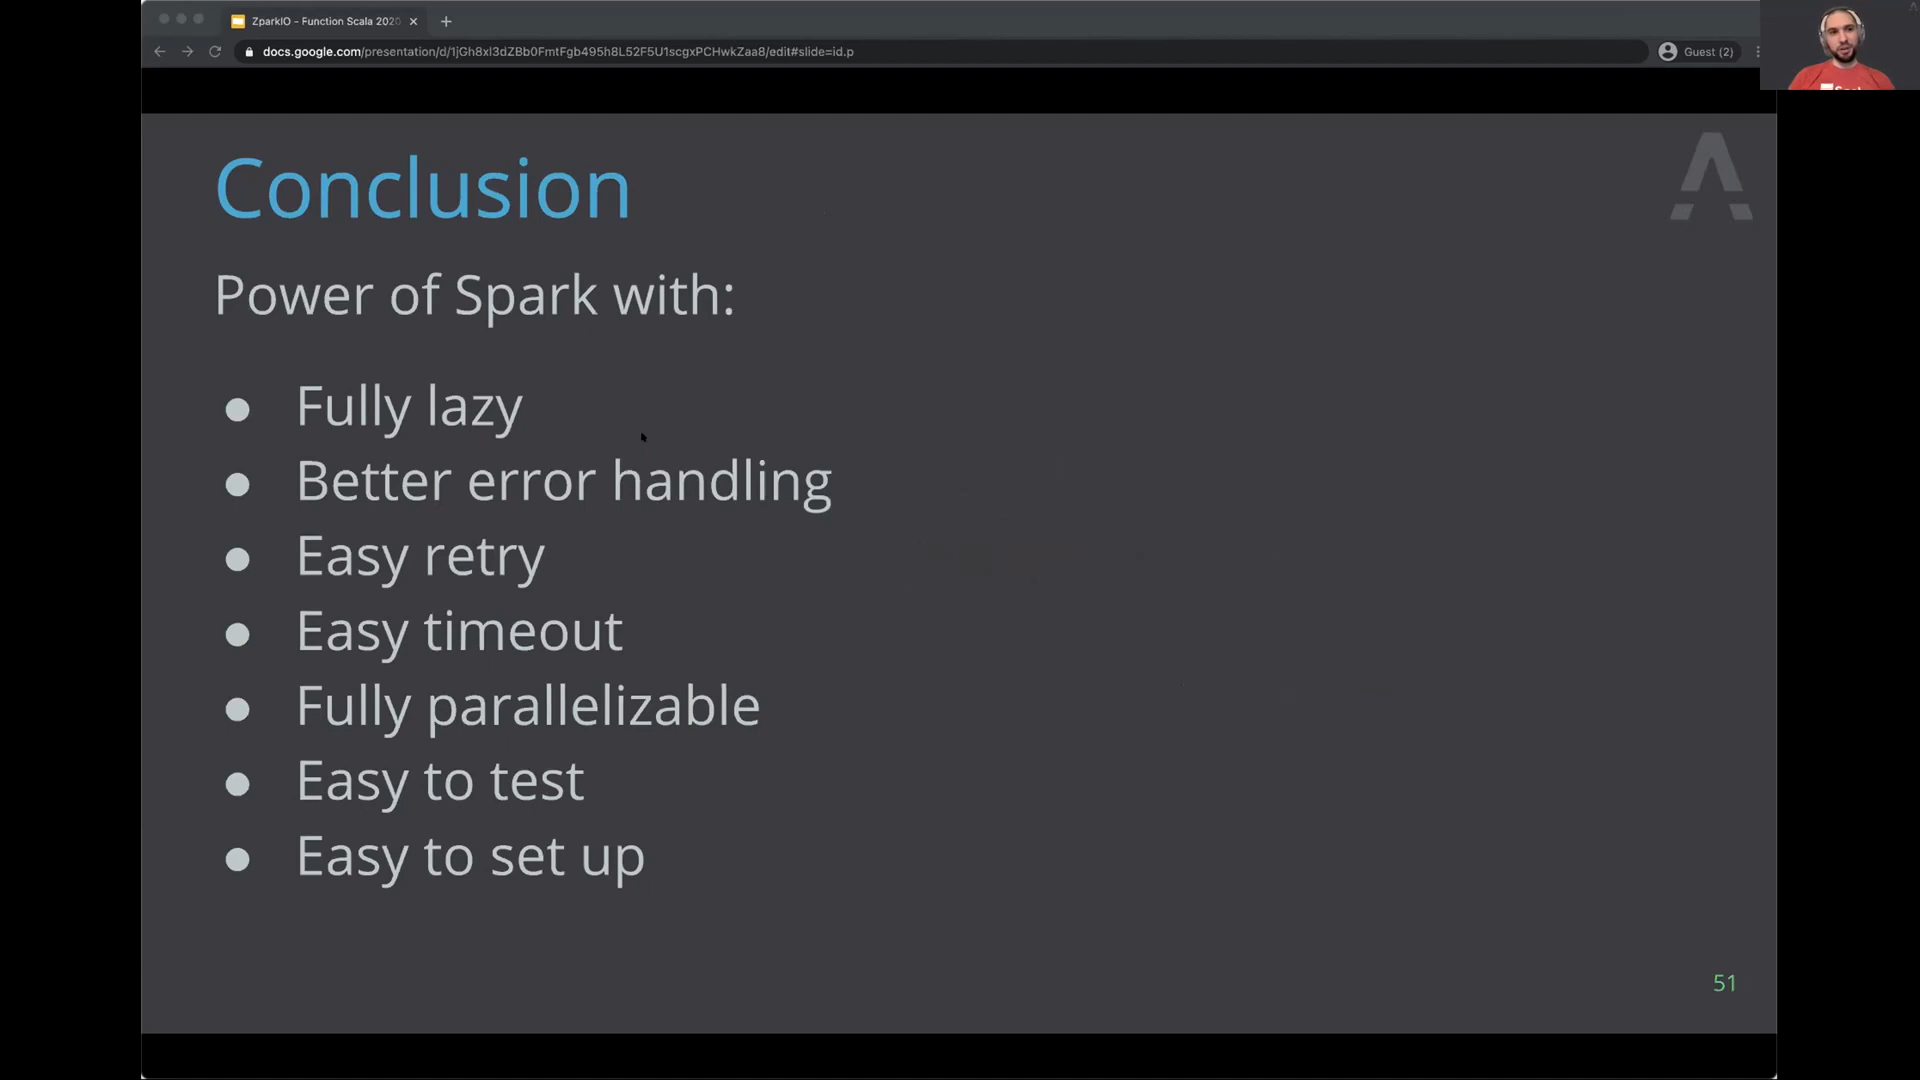 ZparkIO - Function Scala 2020
docs.google.com/presentation/d/1jGh8xI3dZBb0FmtFgb495h8L52F5U1scgxPCHwkZaa8/edit#slide=id.p
Guest (2)
Conclusion
Power of Spark with:
● Fully lazy
● Better error handling
● Easy retry
● Easy timeout
● Fully parallelizable
● Easy to test
● Easy to set up
51